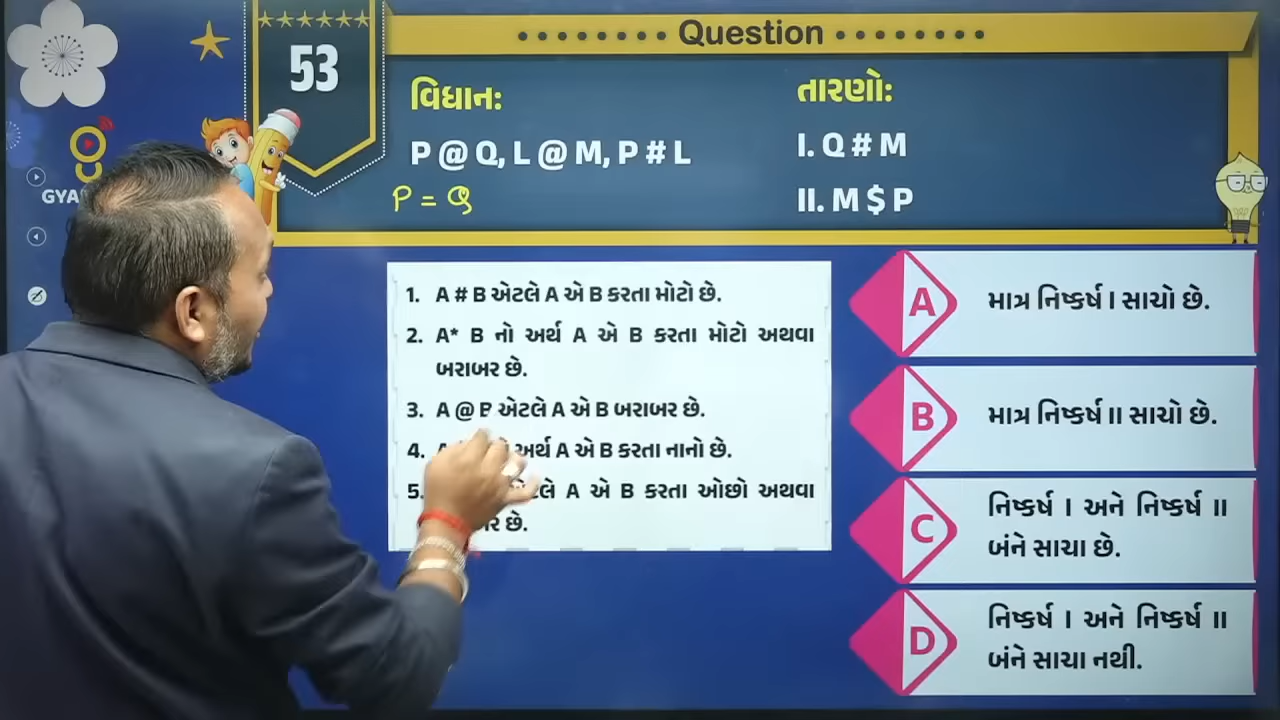 53
Question
વિધાન:
P @ Q, L @ M, P # L
P = Q
તારણો:
I. Q # M
II. M $ P
GYA
1. A # B એટલે A એ B કરતા મોટો છે.
2. A* B નો અર્થ A એ B કરતા મોટો અથવા
બરાબર છે.
3. A @ B એટલે A એ B બરાબર છે.
4. અર્થ A એ B કરતા નાનો છે.
5. A એ B કરતા ઓછો અથવા
છે.
A માત્ર નિષ્કર્ષ I સાચો છે.
B માત્ર નિષ્કર્ષ II સાચો છે.
C નિષ્કર્ષ I અને નિષ્કર્ષ II
બંને સાચા છે.
D નિષ્કર્ષ I અને નિષ્કર્ષ II
બંને સાચા નથી.